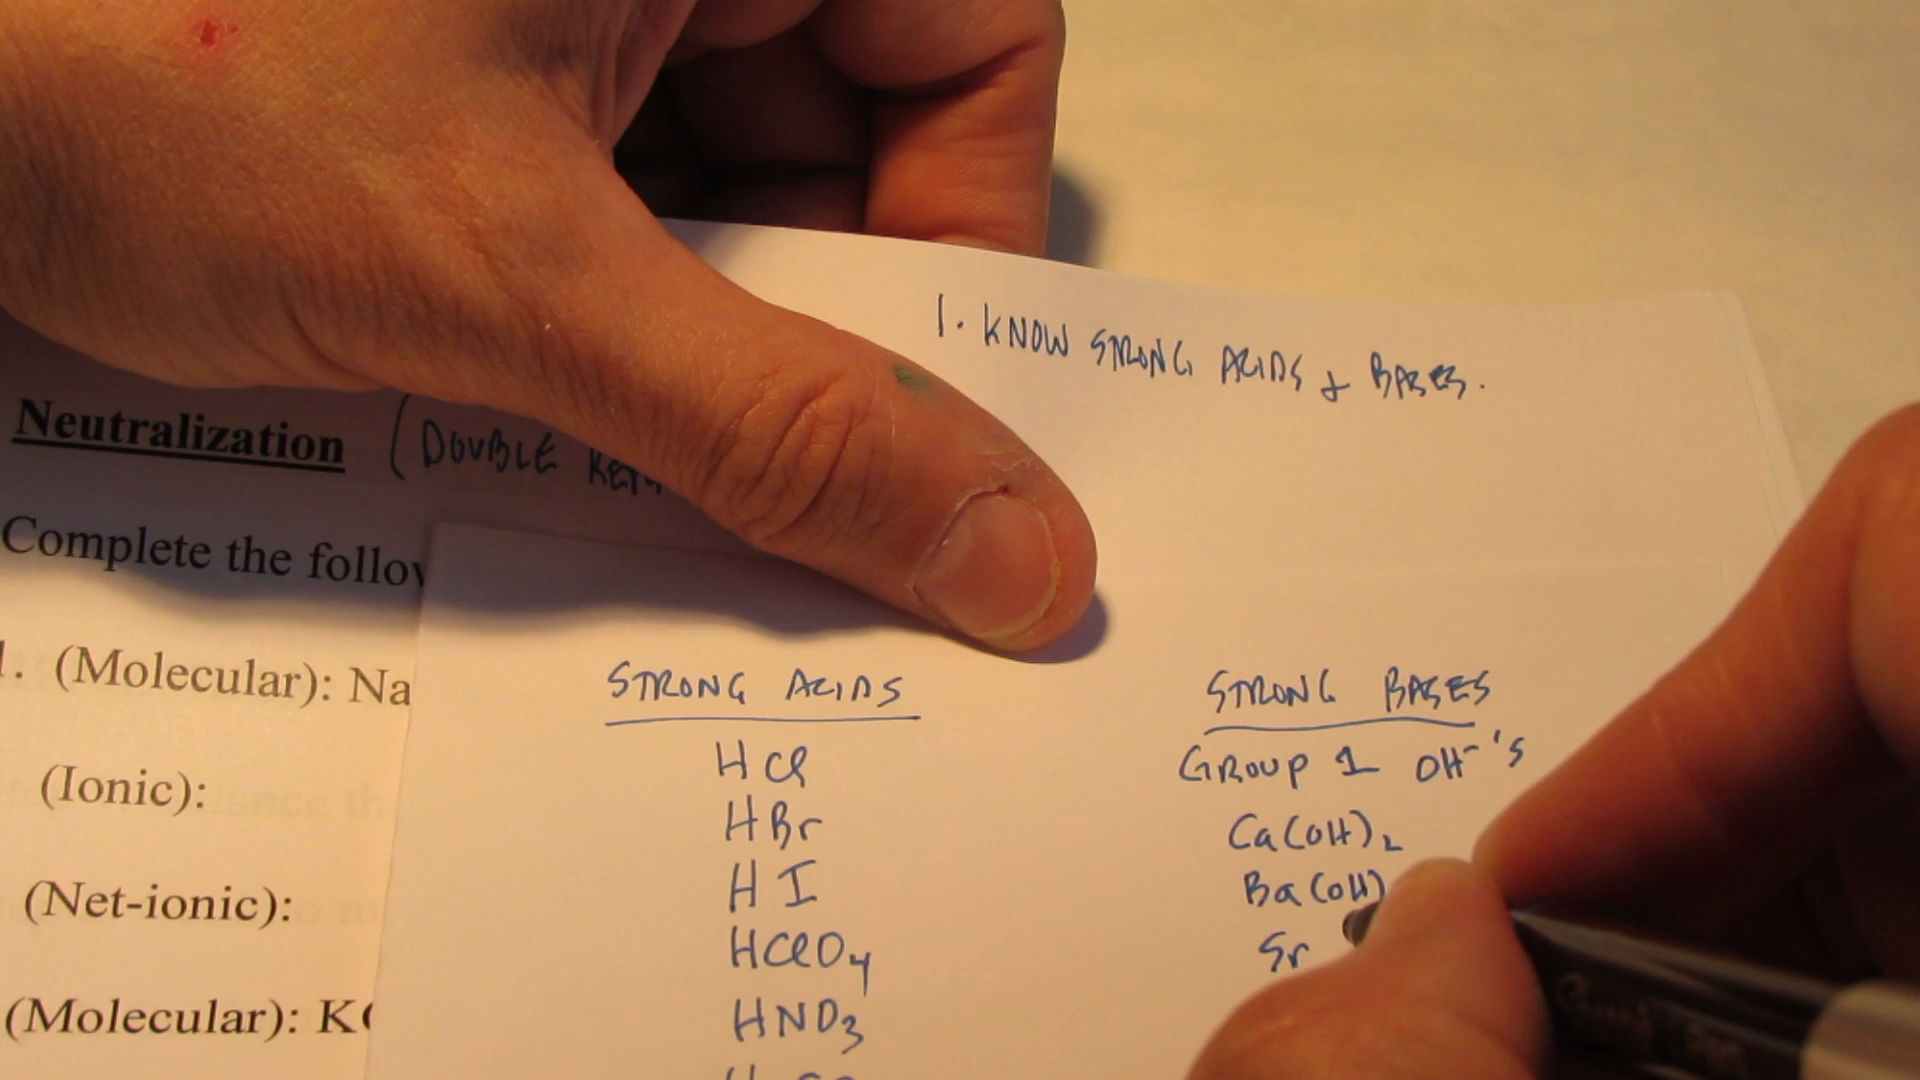 1. KNOW STRONG ACIDS + BASES.
Neutralization (DOUBLE
Complete the follow
1. (Molecular): Na
(Ionic):
(Net-ionic):
(Molecular): K
STRONG ACIDS
HCl
HBr
HI
HClO4
HNO3
STRONG BASES
GROUP 1 OH-'s
Ca(OH)2
Ba(OH)
Sr